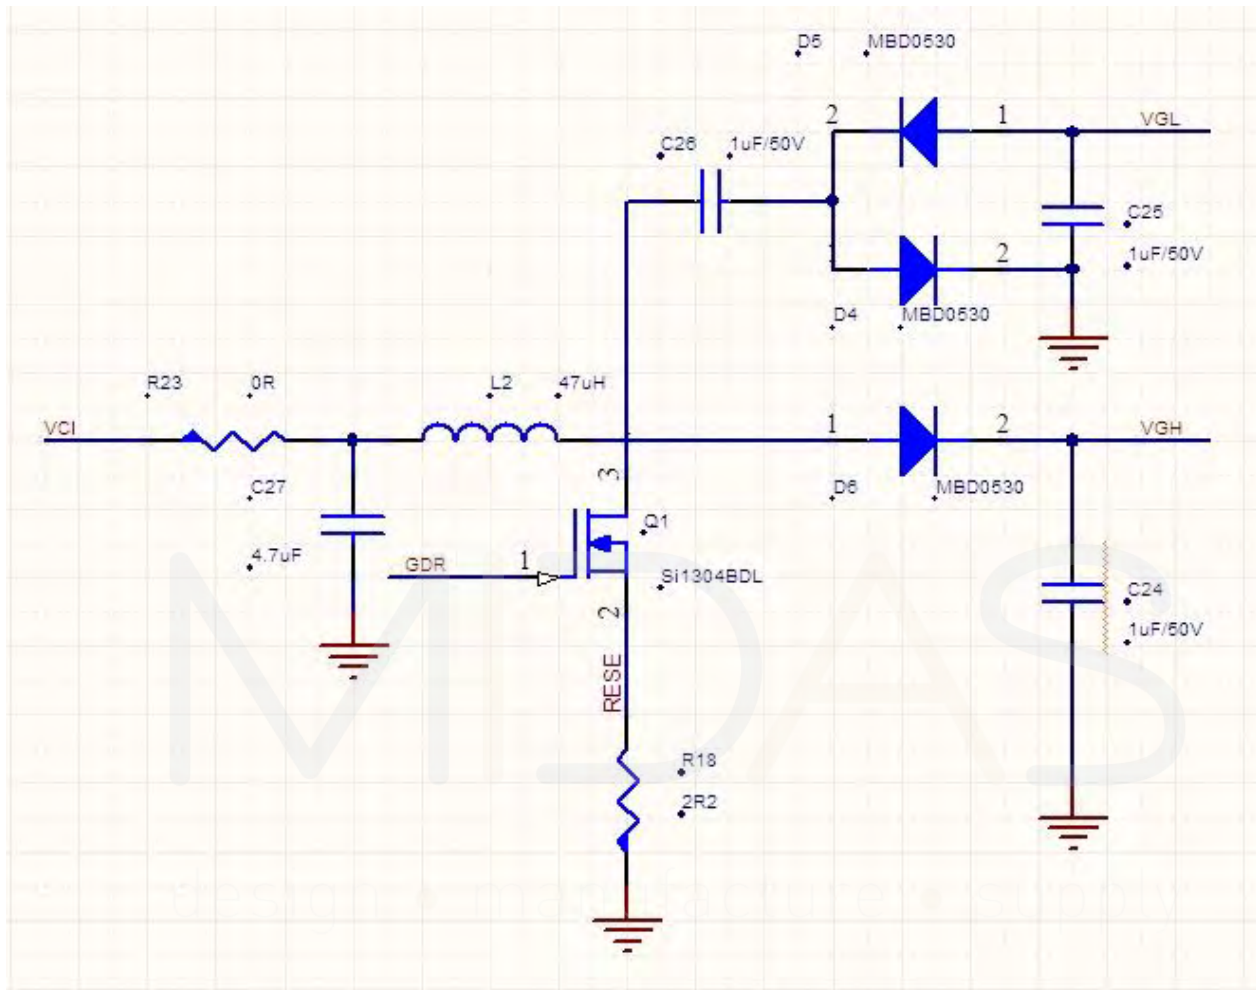 D5 MBD0530
2 1 VGL
C26 1uF/50V
C25
1uF/50V
2
D4 MBD0530
R23 0R L2 47uH
VCI 1 2 VGH
3
C27 D6 MBD0530
Q1
4.7uF
GDR 1
Si1304BDL
C24
2
1uF/50V
RESE
R18
2R2
MIDAS
design • manufacture • supply